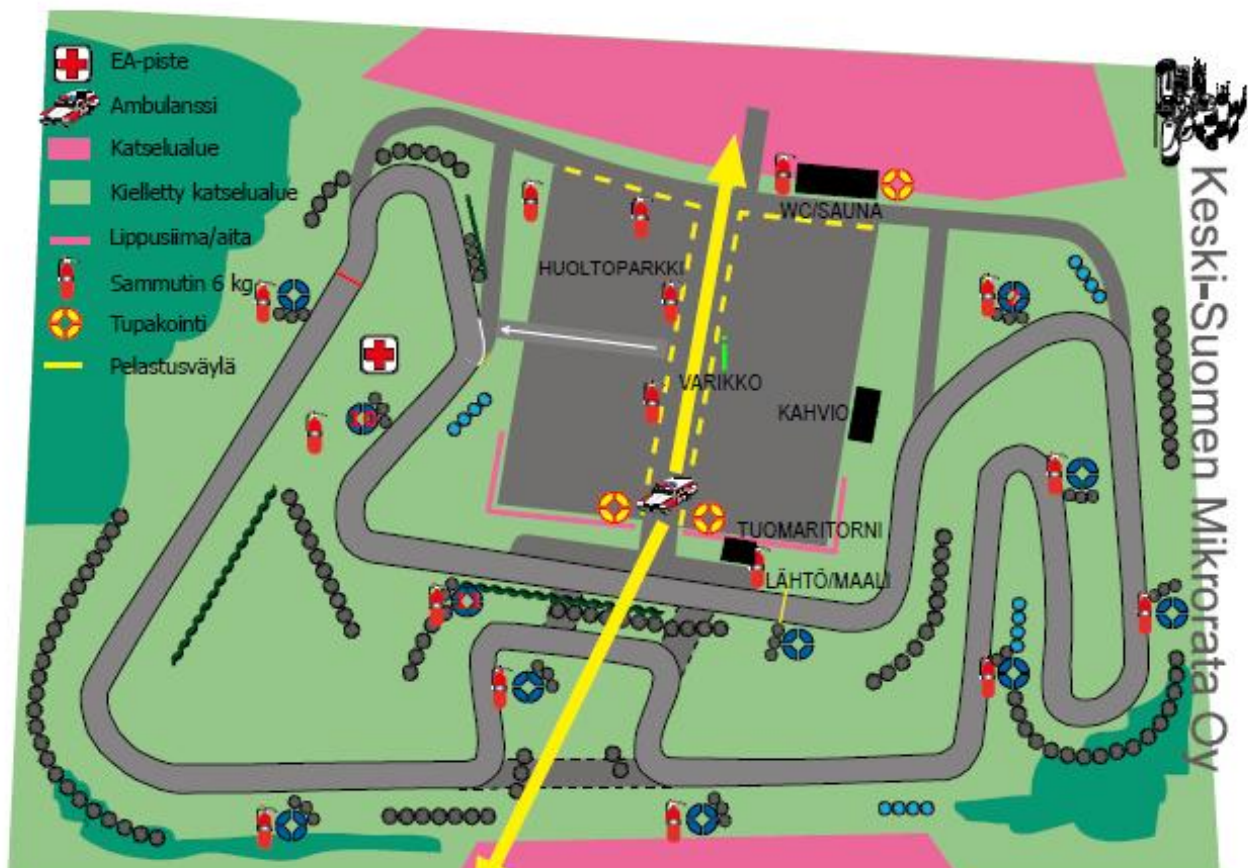 EA-piste
Ambulanssi
Katselualue
Kielletty katselualue
Lippusiima/aita
Sammutin 6 kg
Tupakointi
Pelastusväylä
WC/SAUNA
HUOLTOPARKKI
VARIKKO
KAHVIO
TUOMARITORNI
LÄHTÖ/MAALI
Keski-Suomen Mikrorata Oy